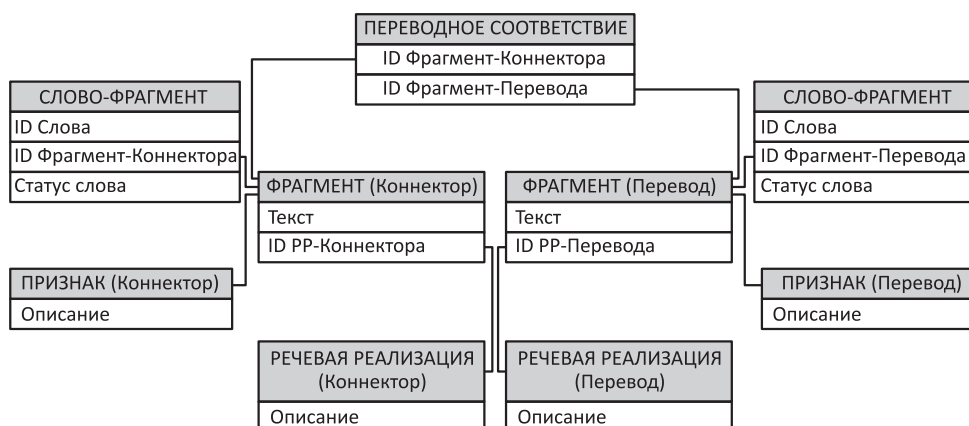 ПЕРЕВОДНОЕ СООТВЕТСТВИЕ
ID Фрагмент-Коннектора
ID Фрагмент-Перевода
СЛОВО-ФРАГМЕНТ
ID Слова
ID Фрагмент-Коннектора
Статус слова
СЛОВО-ФРАГМЕНТ
ID Слова
ID Фрагмент-Перевода
Статус слова
ФРАГМЕНТ (Коннектор)
Текст
ID РР-Коннектора
ФРАГМЕНТ (Перевод)
Текст
ID РР-Перевода
ПРИЗНАК (Коннектор)
Описание
ПРИЗНАК (Перевод)
Описание
РЕЧЕВАЯ РЕАЛИЗАЦИЯ
(Коннектор)
Описание
РЕЧЕВАЯ РЕАЛИЗАЦИЯ
(Перевод)
Описание